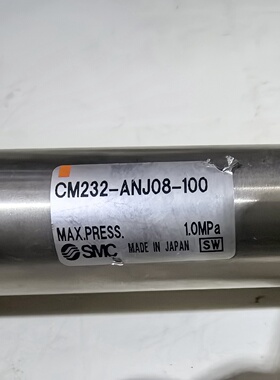 CM232-ANJ08-100
MAX.PRESS. 1.0MPa
SMC MADE IN JAPAN SW